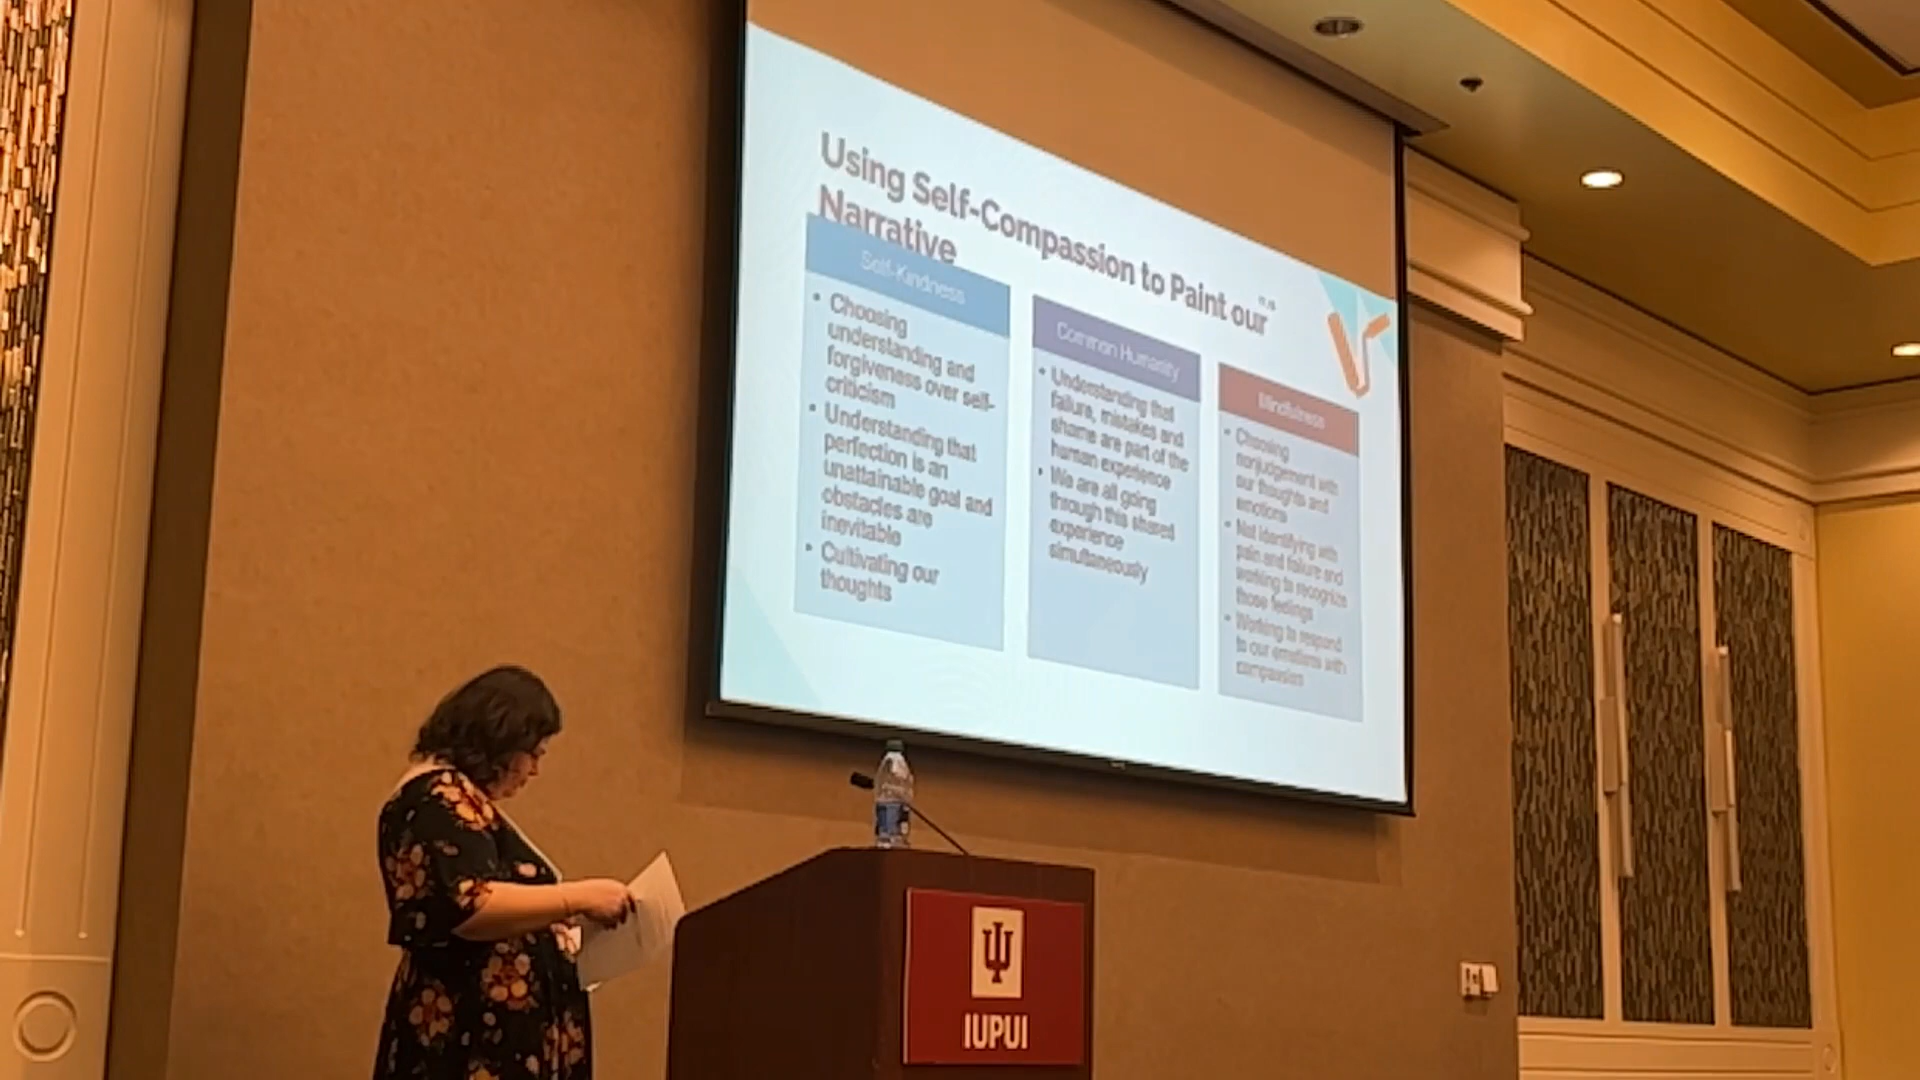 Using Self-Compassion to Paint our
Narrative
Self-Kindness
• Choosing
understanding and
forgiveness over self-
criticism
• Understanding that
perfection is an
unattainable goal and
obstacles are
inevitable
• Cultivating our
thoughts
Common Humanity
• Understanding that
failure, mistakes and
shame are part of the
human experience
• We are all going
through this shared
experience
simultaneously
Mindfulness
• Choosing
nonjudgement with
our thoughts and
emotions
• Not identifying with
pain and failure and
working to recognize
those feelings
• Working to respond
to our emotions with
compassion
IUPUI